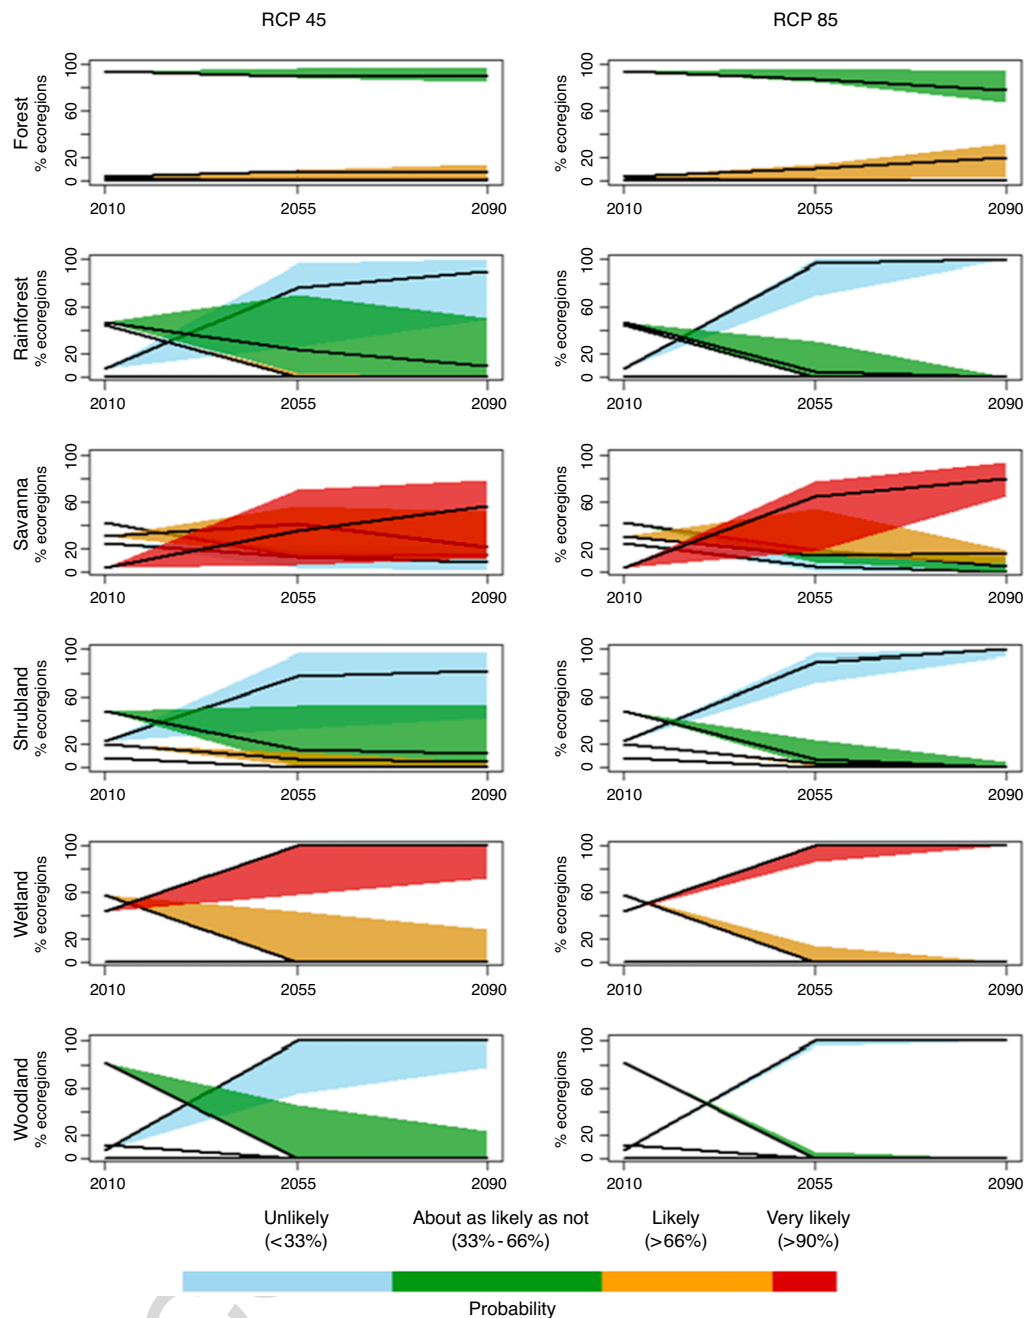 RCP 45
RCP 85
Forest
% ecoregions
0 20 60 100
2010 2055 2090
% ecoregions
0 20 60 100
2010 2055 2090
Rainforest
% ecoregions
0 20 60 100
2010 2055 2090
% ecoregions
0 20 60 100
2010 2055 2090
Savanna
% ecoregions
0 20 60 100
2010 2055 2090
% ecoregions
0 20 60 100
2010 2055 2090
Shrubland
% ecoregions
0 20 60 100
2010 2055 2090
% ecoregions
0 20 60 100
2010 2055 2090
Wetland
% ecoregions
0 20 60 100
2010 2055 2090
% ecoregions
0 20 60 100
2010 2055 2090
Woodland
% ecoregions
0 20 60 100
2010 2055 2090
% ecoregions
0 20 60 100
2010 2055 2090
Unlikely
(<33%)
About as likely as not
(33%-66%)
Likely
(>66%)
Very likely
(>90%)
Probability